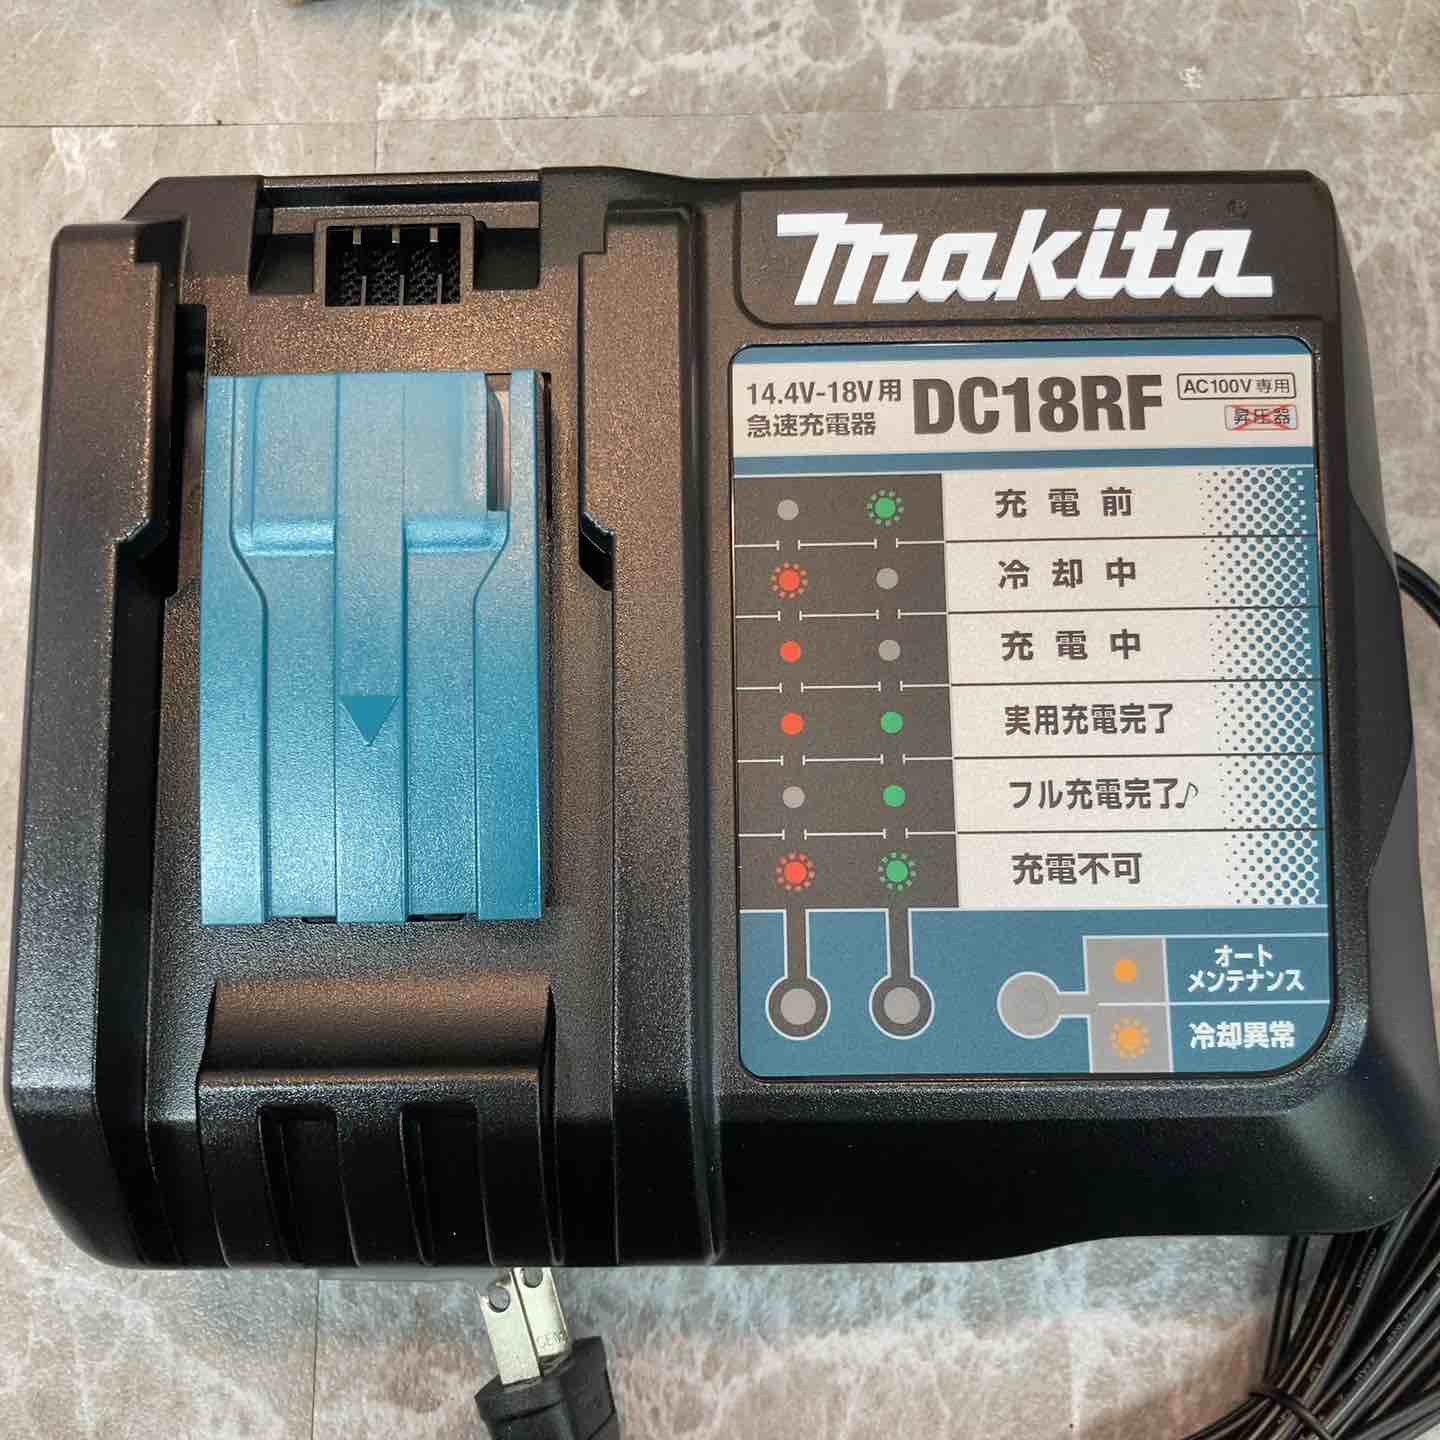 makita
14.4V-18V用
急速充電器
DC18RF
AC100V専用
昇圧器
充電前
冷却中
充電中
実用充電完了
フル充電完了♪
充電不可
オート
メンテナンス
冷却異常